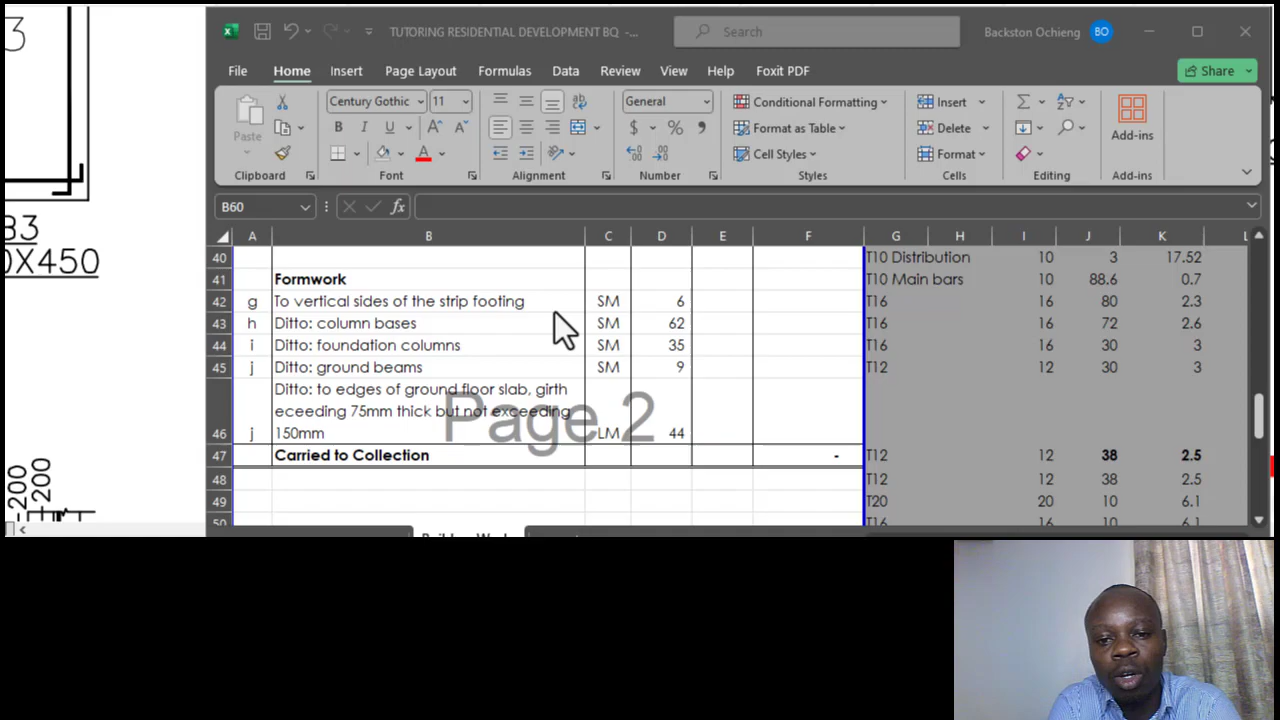 TUTORING RESIDENTIAL DEVELOPMENT BQ -...
Search
Backston Ochieng
BO
File
Home
Insert
Page Layout
Formulas
Data
Review
View
Help
Foxit PDF
Share
Paste
Century Gothic
11
B I U
General
$ %
Conditional Formatting
Format as Table
Cell Styles
Insert
Delete
Format
Add-ins
Clipboard
Font
Alignment
Number
Styles
Cells
Editing
Add-ins
B60
fx
A B C D E F G H I J K L
40 T10 Distribution 10 3 17.52
41 Formwork T10 Main bars 10 88.6 0.7
42 g To vertical sides of the strip footing SM 6 T16 16 80 2.3
43 h Ditto: column bases SM 62 T16 16 72 2.6
44 i Ditto: foundation columns SM 35 T16 16 30 3
45 j Ditto: ground beams SM 9 T12 12 30 3
Ditto: to edges of ground floor slab, girth
eceeding 75mm thick but not exceeding
46 j 150mm LM 44
Page 2
47 Carried to Collection - T12 12 38 2.5
48 T12 12 38 2.5
49 T20 20 10 6.1
50 T16 16 10 6.1
3
B3
0X450
-200
+200